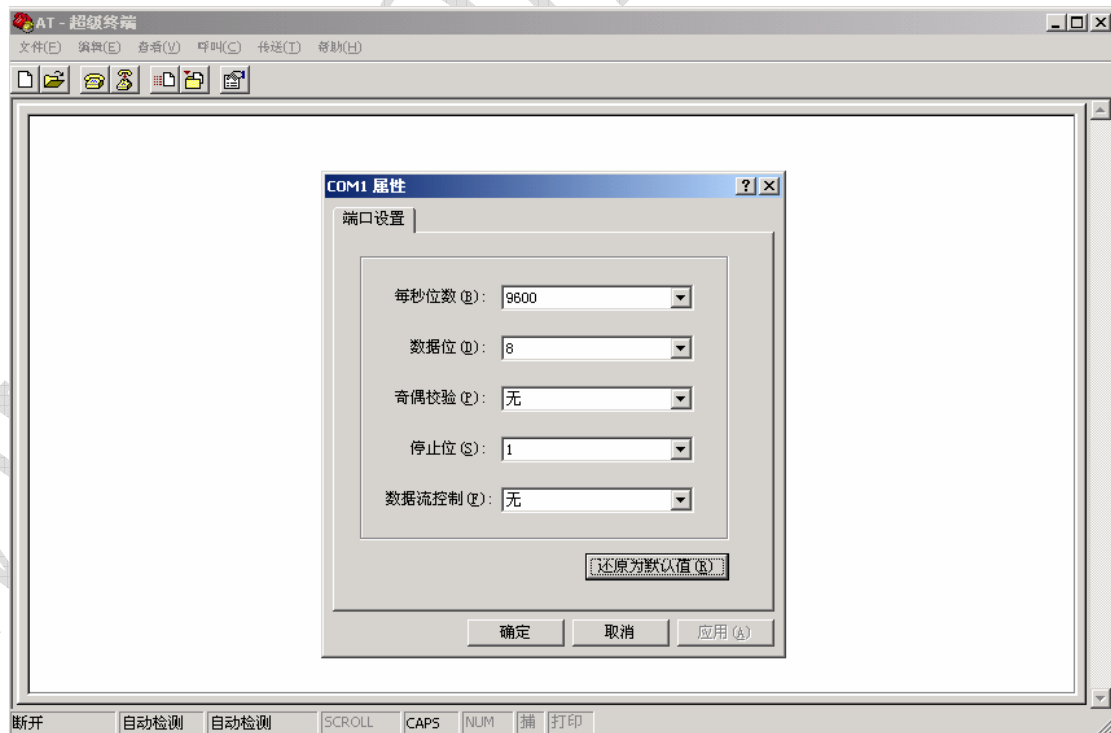 AT - 超级终端
文件(F) 编辑(E) 查看(V) 呼叫(C) 传送(T) 帮助(H)
COM1 属性
端口设置
每秒位数(B): 9600
数据位(D): 8
奇偶校验(P): 无
停止位(S): 1
数据流控制(F): 无
还原为默认值(R)
确定 取消 应用(A)
断开 自动检测 自动检测 SCROLL CAPS NUM 捕 打印